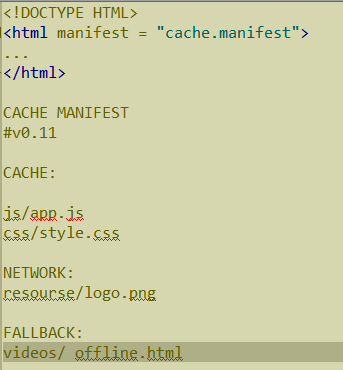 <!DOCTYPE HTML>
<html manifest = "cache.manifest">
...
</html>
CACHE MANIFEST
#v0.11
CACHE:
js/app.js
css/style.css
NETWORK:
resourse/logo.png
FALLBACK:
videos/ offline.html